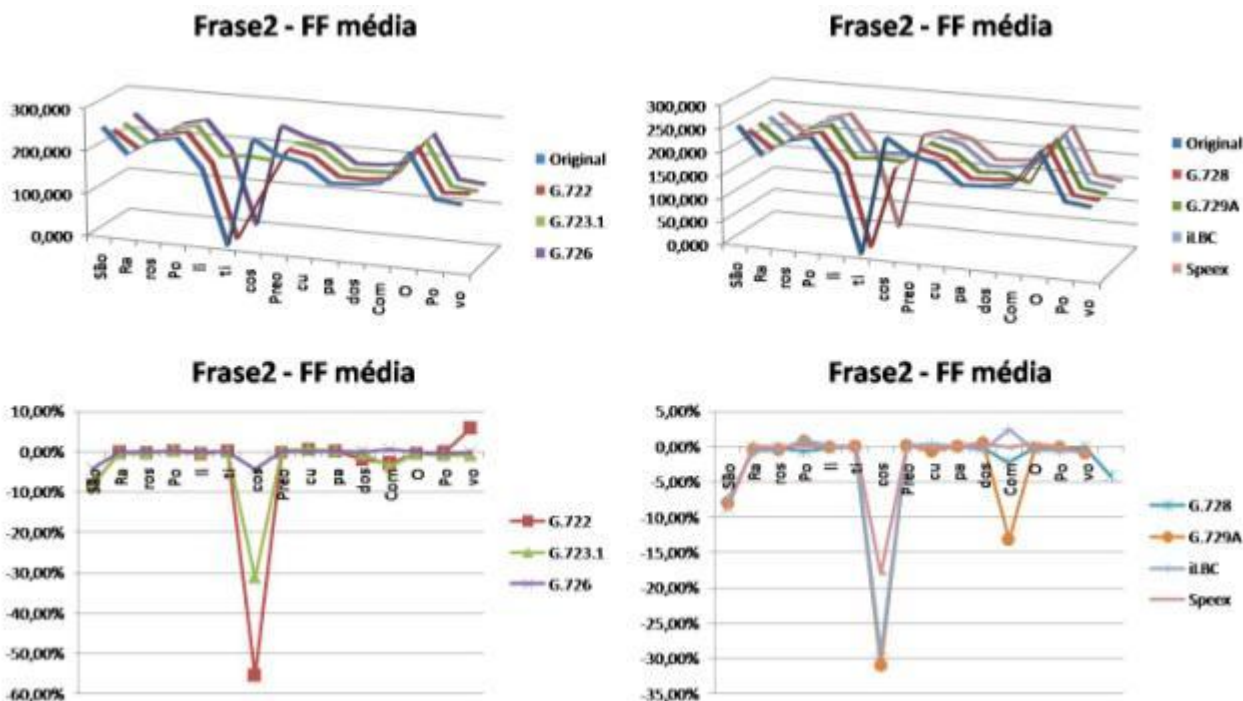 Frase2 - FF média
300,000
200,000
100,000
0,000
São
Ra
ros
Po
li
ti
cos
Preo
cu
pa
dos
Com
O
Po
vo
Original
G.722
G.723.1
G.726
Frase2 - FF média
300,000
250,000
200,000
150,000
100,000
50,000
0,000
São
Ra
ros
Po
li
ti
cos
Preo
cu
pa
dos
Com
O
Po
vo
Original
G.728
G.729A
iLBC
Speex
Frase2 - FF média
10,00%
0,00%
-10,00%
-20,00%
-30,00%
-40,00%
-50,00%
-60,00%
São
Ra
ros
Po
li
ti
cos
Preo
cu
pa
dos
Com
O
Po
vo
G.722
G.723.1
G.726
Frase2 - FF média
5,00%
0,00%
-5,00%
-10,00%
-15,00%
-20,00%
-25,00%
-30,00%
-35,00%
São
Ra
ros
Po
li
ti
cos
Preo
cu
pa
dos
Com
O
Po
vo
G.728
G.729A
iLBC
Speex